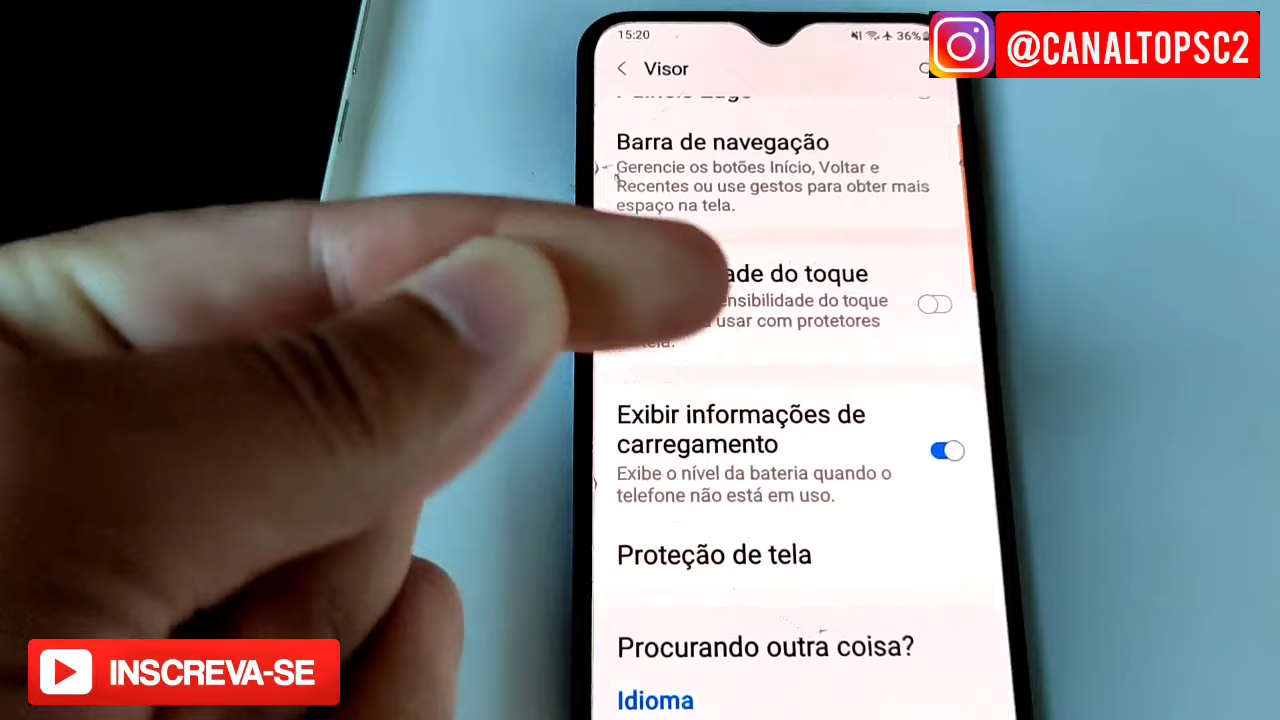 15:20
36%
@CANALTOPSC2
Visor
Barra de navegação
Gerencie os botões Início, Voltar e
Recentes ou use gestos para obter mais
espaço na tela.
do toque
do toque
usar com protetores
tela.
Exibir informações de
carregamento
Exibe o nível da bateria quando o
telefone não está em uso.
Proteção de tela
Procurando outra coisa?
Idioma
INSCREVA-SE